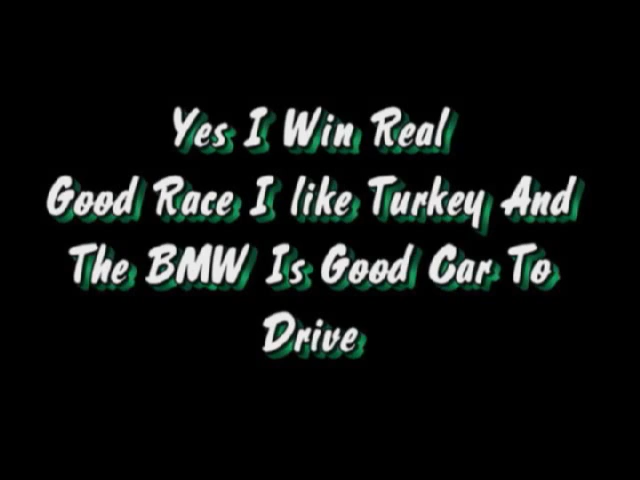 Yes I Win Real
Good Race I like Turkey And
The BMW Is Good Car To
Drive